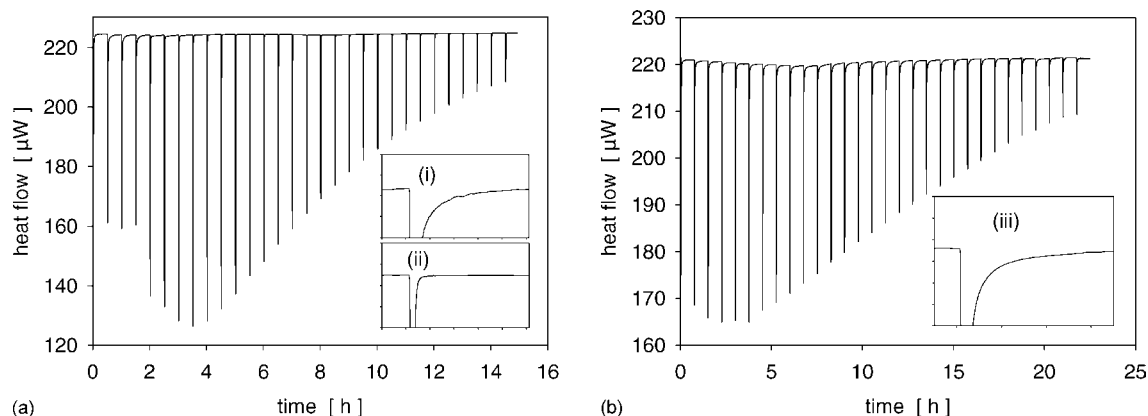 220
200
180
160
140
120
heat flow [ µW ]
0 2 4 6 8 10 12 14 16
time [ h ]
(i)
(ii)
(a)
230
220
210
200
190
180
170
160
heat flow [ µW ]
0 5 10 15 20 25
time [ h ]
(iii)
(b)